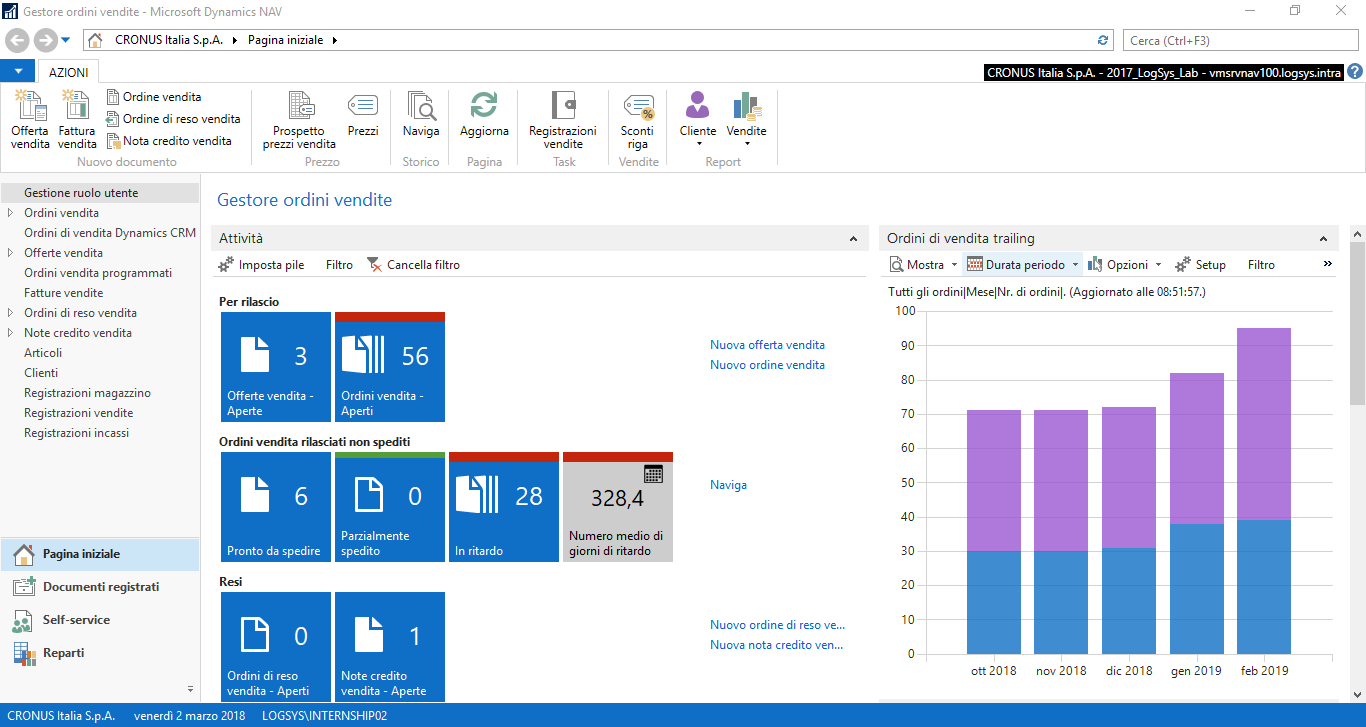 Gestore ordini vendite - Microsoft Dynamics NAV
CRONUS Italia S.p.A. Pagina iniziale
Cerca (Ctrl+F3)
AZIONI
CRONUS Italia S.p.A. - 2017_LogSys_Lab - vmsrvnav100.logsys.intra
Offerta vendita
Fattura vendita
Ordine vendita
Ordine di reso vendita
Nota credito vendita
Nuovo documento
Prospetto prezzi vendita
Prezzi
Prezzo
Naviga
Storico
Aggiorna
Pagina
Registrazioni vendite
Task
Sconti riga
Vendite
Cliente
Vendite
Report
Gestione ruolo utente
Ordini vendita
Ordini di vendita Dynamics CRM
Offerte vendita
Ordini vendita programmati
Fatture vendite
Ordini di reso vendita
Note credito vendita
Articoli
Clienti
Registrazioni magazzino
Registrazioni vendite
Registrazioni incassi
Pagina iniziale
Documenti registrati
Self-service
Reparti
Gestore ordini vendite
Attività
Imposta pile Filtro Cancella filtro
Per rilascio
3
Offerte vendita -
Aperte
56
Ordini vendita -
Aperti
Nuova offerta vendita
Nuovo ordine vendita
Ordini vendita rilasciati non spediti
6
Pronto da spedire
0
Parzialmente
spedito
28
In ritardo
328,4
Numero medio di
giorni di ritardo
Naviga
Resi
0
Ordini di reso
vendita - Aperti
1
Note credito
vendita - Aperte
Nuovo ordine di reso ve...
Nuova nota credito ven...
Ordini di vendita trailing
Mostra Durata periodo Opzioni Setup Filtro »
Tutti gli ordini|Mese|Nr. di ordini|. (Aggiornato alle 08:51:57.)
100
90
80
70
60
50
40
30
20
10
0
ott 2018 nov 2018 dic 2018 gen 2019 feb 2019
CRONUS Italia S.p.A. venerdì 2 marzo 2018 LOGSYS\INTERNSHIP02